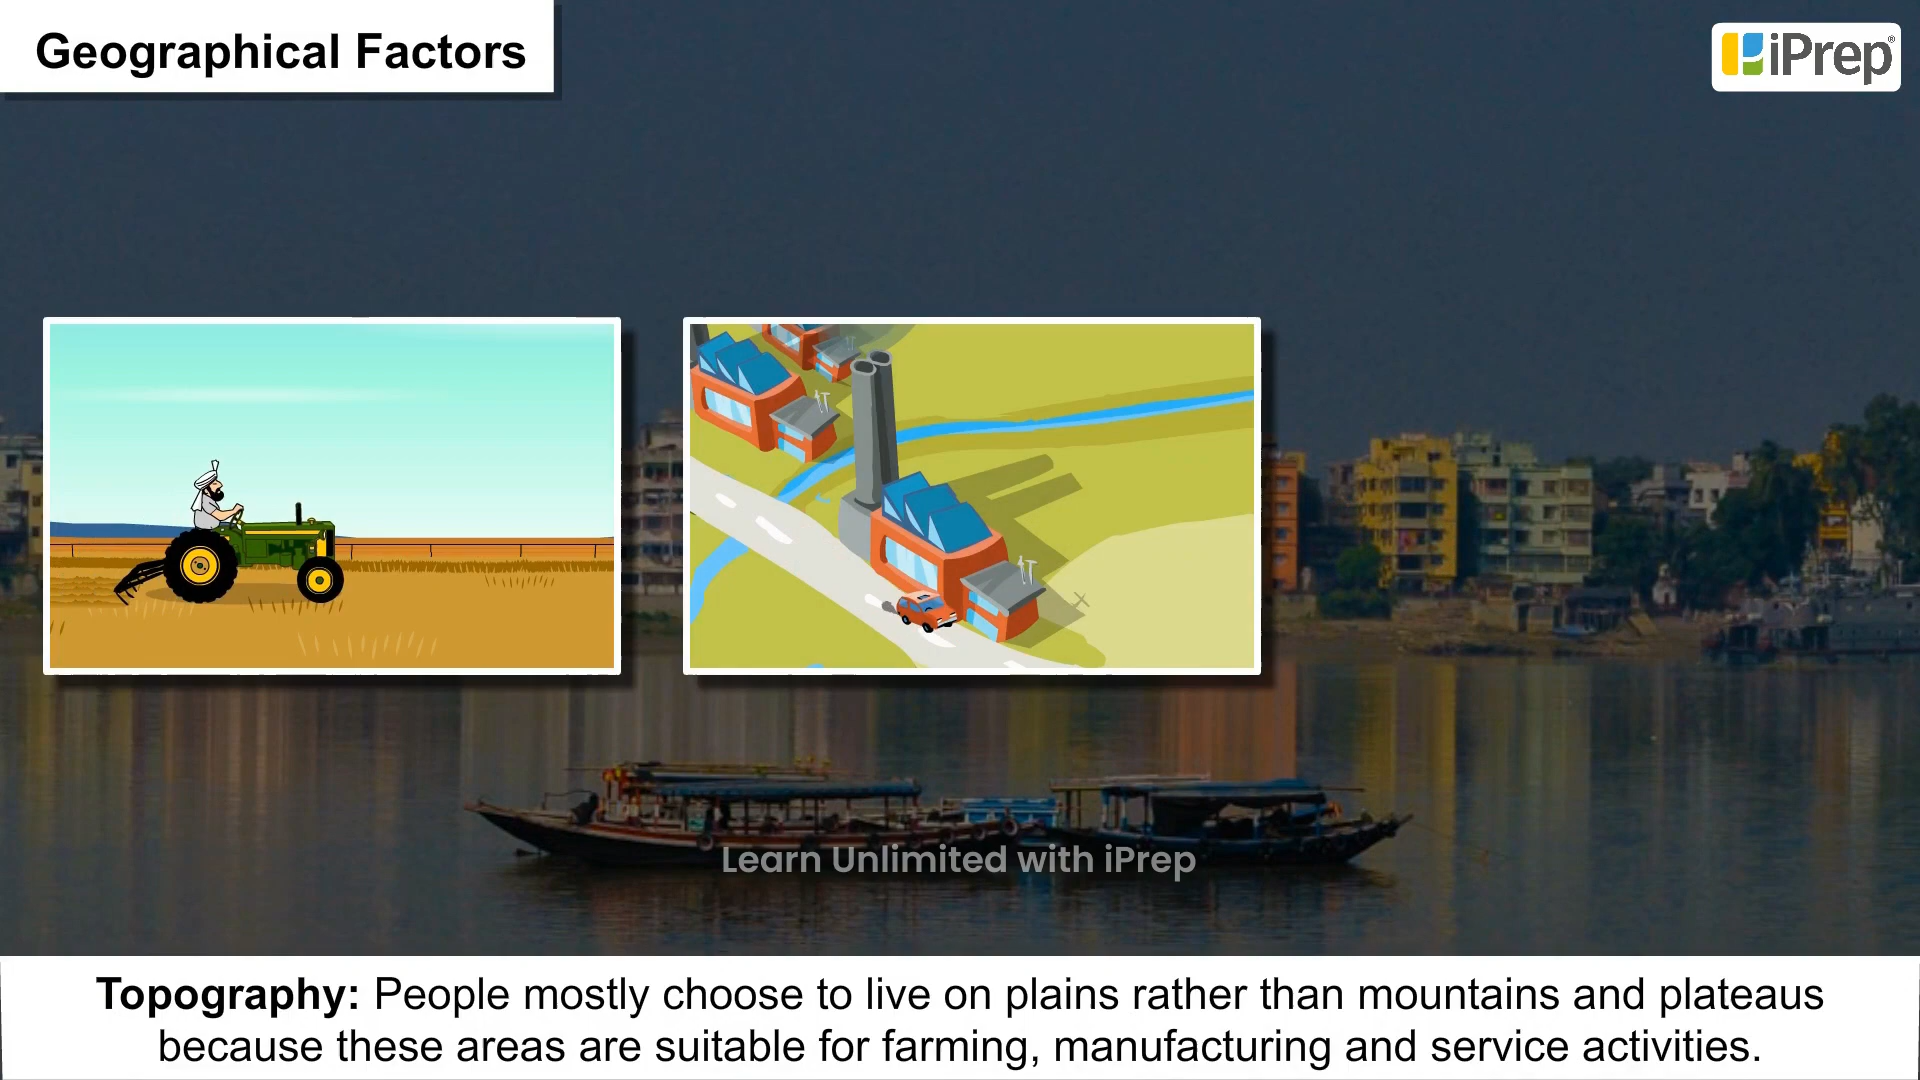 Geographical Factors
iPrep®
Learn Unlimited with iPrep
Topography: People mostly choose to live on plains rather than mountains and plateaus
because these areas are suitable for farming, manufacturing and service activities.